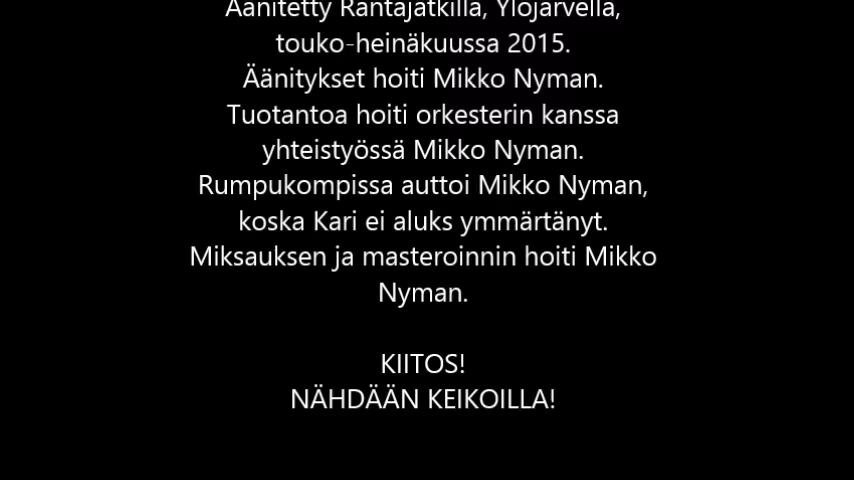 Äänitetty Rantajatkilla, Ylöjärvellä,
touko-heinäkuussa 2015.
Äänitykset hoiti Mikko Nyman.
Tuotantoa hoiti orkesterin kanssa
yhteistyössä Mikko Nyman.
Rumpukompissa auttoi Mikko Nyman,
koska Kari ei aluks ymmärtänyt.
Miksauksen ja masteroinnin hoiti Mikko
Nyman.
KIITOS!
NÄHDÄÄN KEIKOILLA!